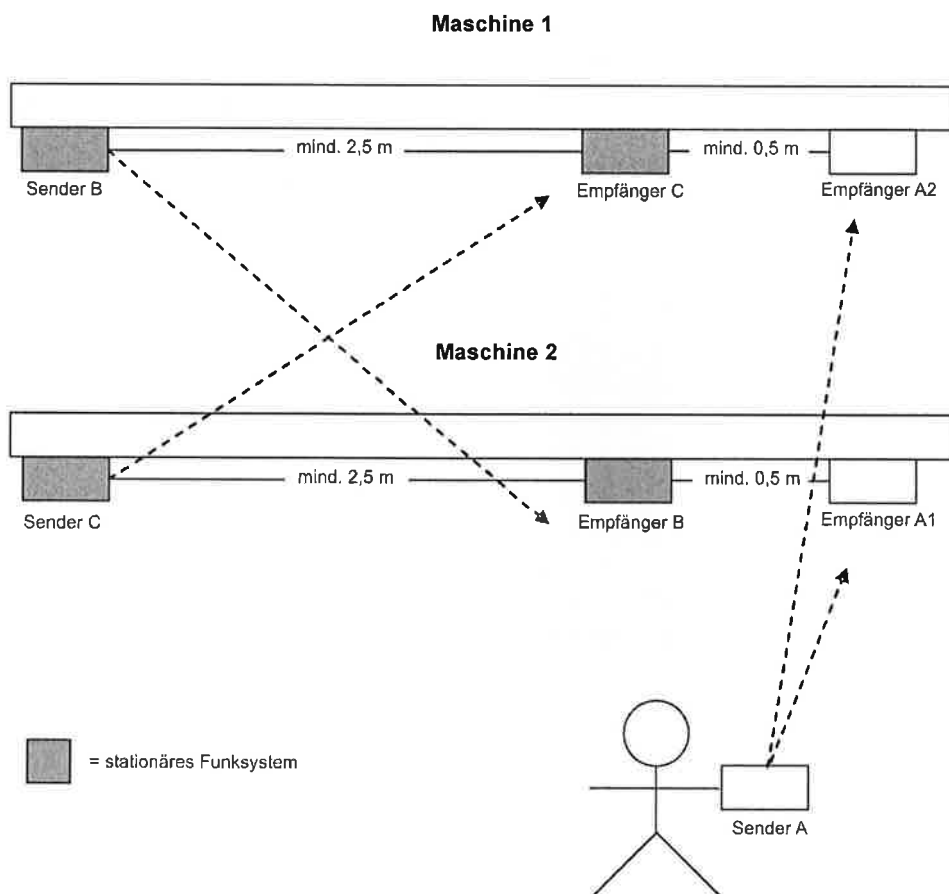 Maschine 1
mind. 2,5 m
mind. 0,5 m
Sender B
Empfänger C
Empfänger A2
Maschine 2
mind. 2,5 m
mind. 0,5 m
Sender C
Empfänger B
Empfänger A1
= stationäres Funksystem
Sender A